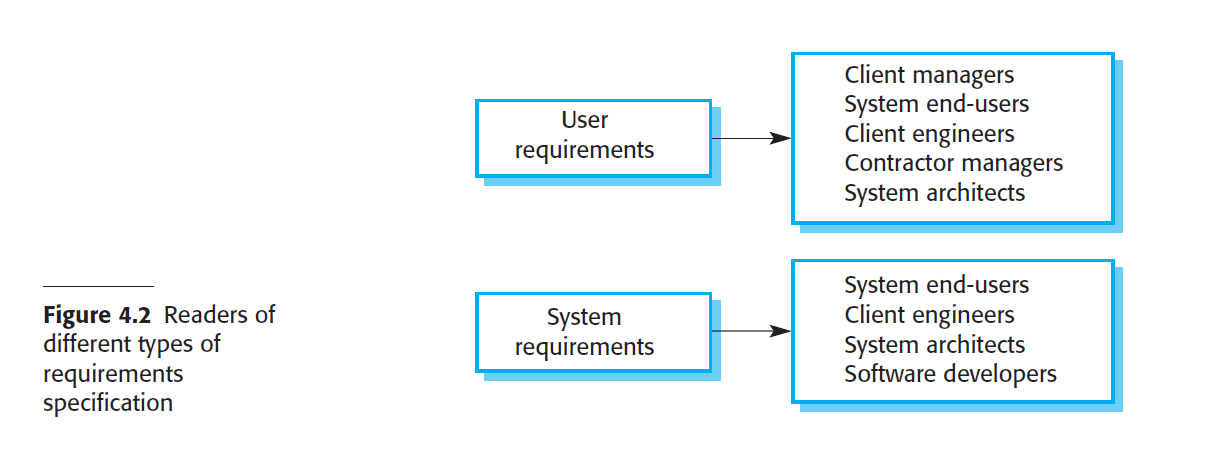 User
requirements
Client managers
System end-users
Client engineers
Contractor managers
System architects
System
requirements
System end-users
Client engineers
System architects
Software developers
Figure 4.2 Readers of
different types of
requirements
specification